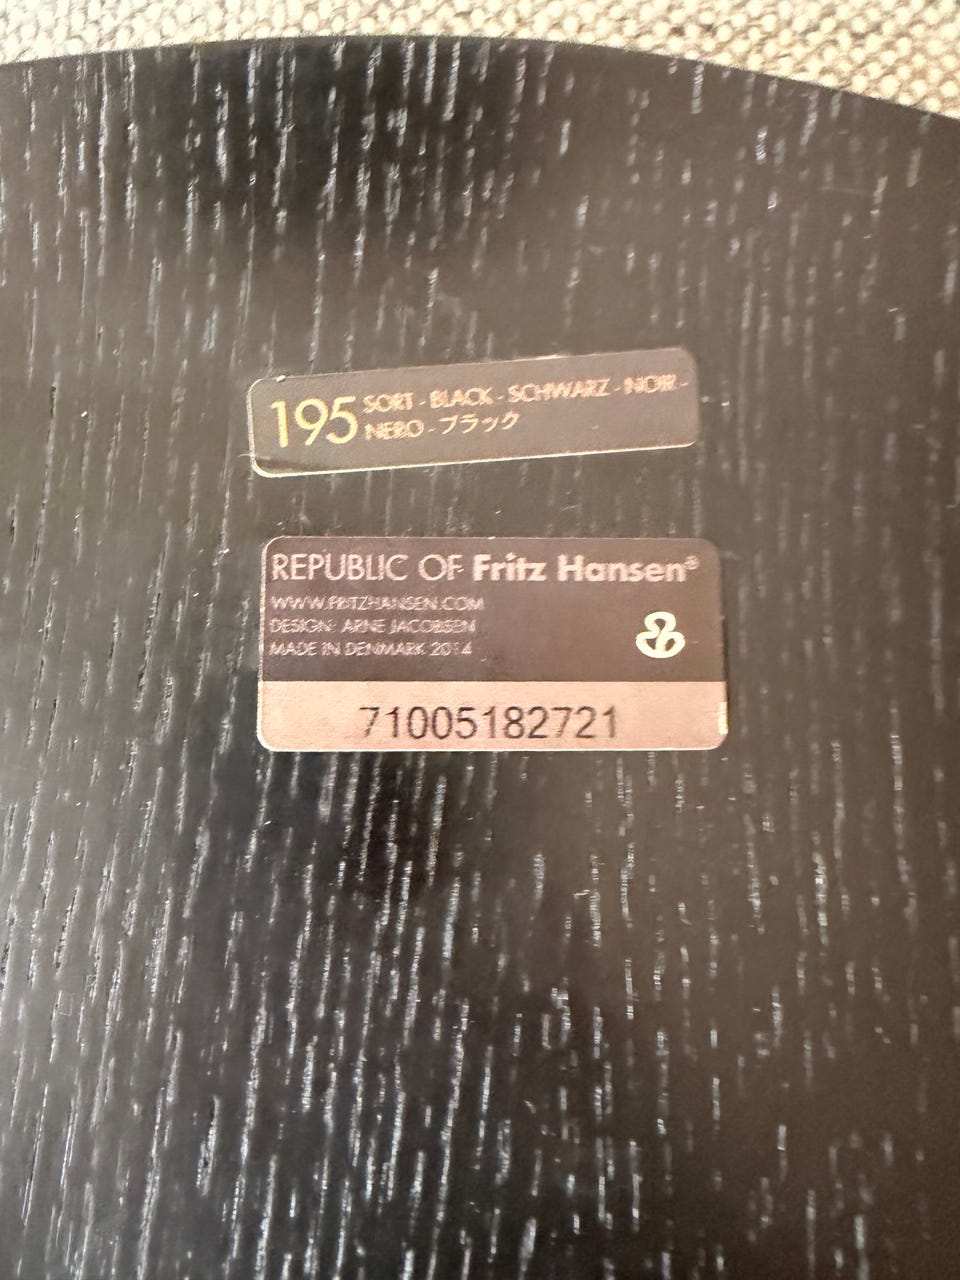 195 SORT - BLACK - SCHWARZ - NOIR -
NERO - ブラック
REPUBLIC OF Fritz Hansen®
WWW.FRITZHANSEN.COM
DESIGN: ARNE JACOBSEN
MADE IN DENMARK 2014
71005182721